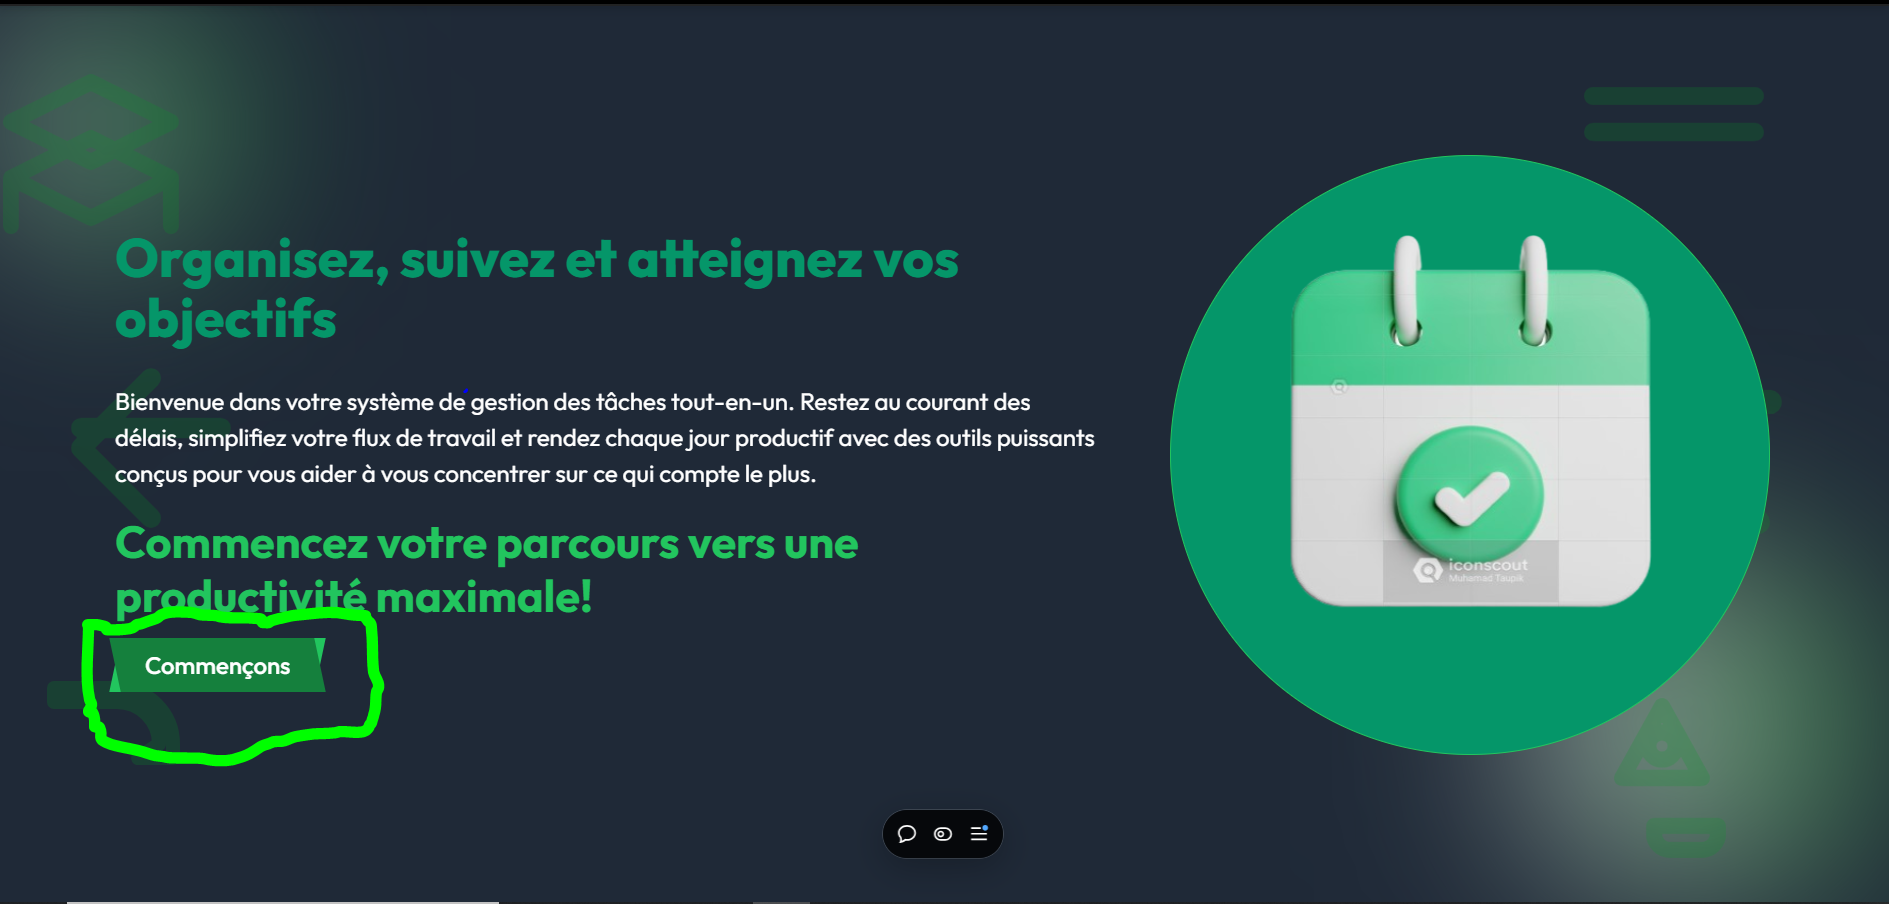 Organisez, suivez et atteignez vos
objectifs
Bienvenue dans votre système de gestion des tâches tout-en-un. Restez au courant des
délais, simplifiez votre flux de travail et rendez chaque jour productif avec des outils puissants
conçus pour vous aider à vous concentrer sur ce qui compte le plus.
Commencez votre parcours vers une
productivité maximale!
Commençons
iconscout
Muhamad Taupik